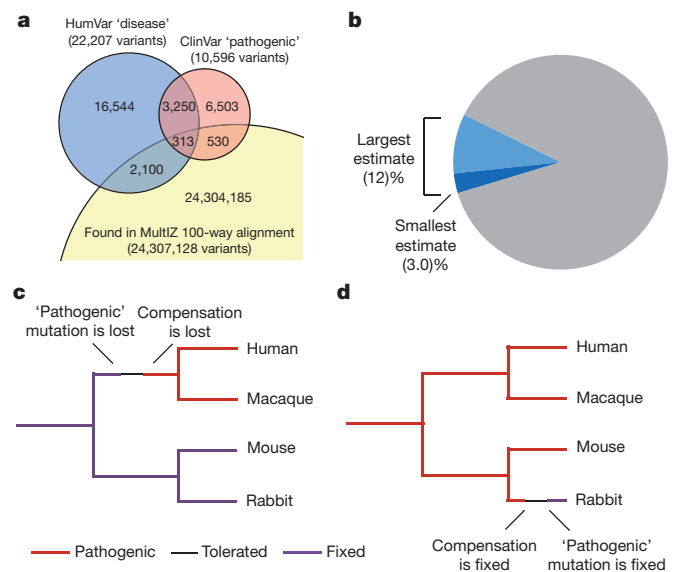 a
HumVar ‘disease’
(22,207 variants)
ClinVar ‘pathogenic’
(10,596 variants)
16,544
3,250
6,503
313
530
2,100
24,304,185
Found in MultiZ 100-way alignment
(24,307,128 variants)
b
Largest
estimate
(12)%
Smallest
estimate
(3.0)%
c
‘Pathogenic’
mutation is lost
Compensation
is lost
Human
Macaque
Mouse
Rabbit
d
Human
Macaque
Mouse
Rabbit
Compensation
is fixed
‘Pathogenic’
mutation is fixed
Pathogenic
Tolerated
Fixed